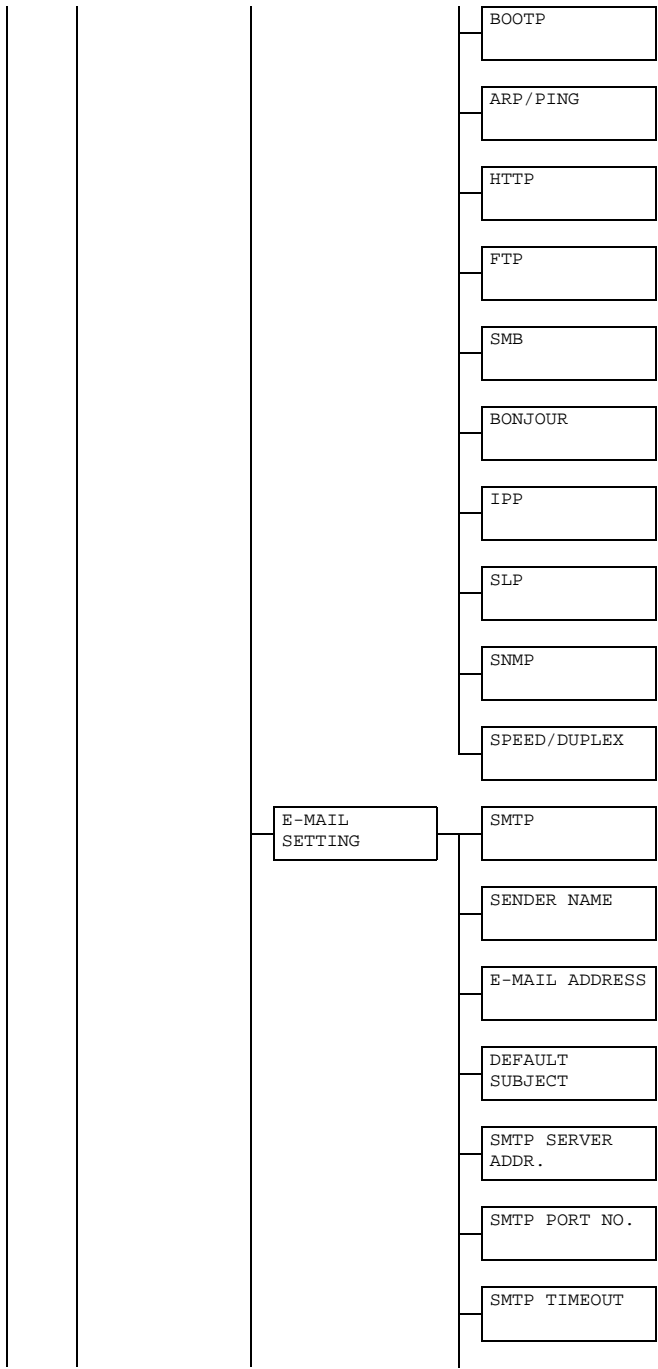 BOOTP
ARP/PING
HTTP
FTP
SMB
BONJOUR
IPP
SLP
SNMP
SPEED/DUPLEX
E-MAIL
SETTING
SMTP
SENDER NAME
E-MAIL ADDRESS
DEFAULT
SUBJECT
SMTP SERVER
ADDR.
SMTP PORT NO.
SMTP TIMEOUT